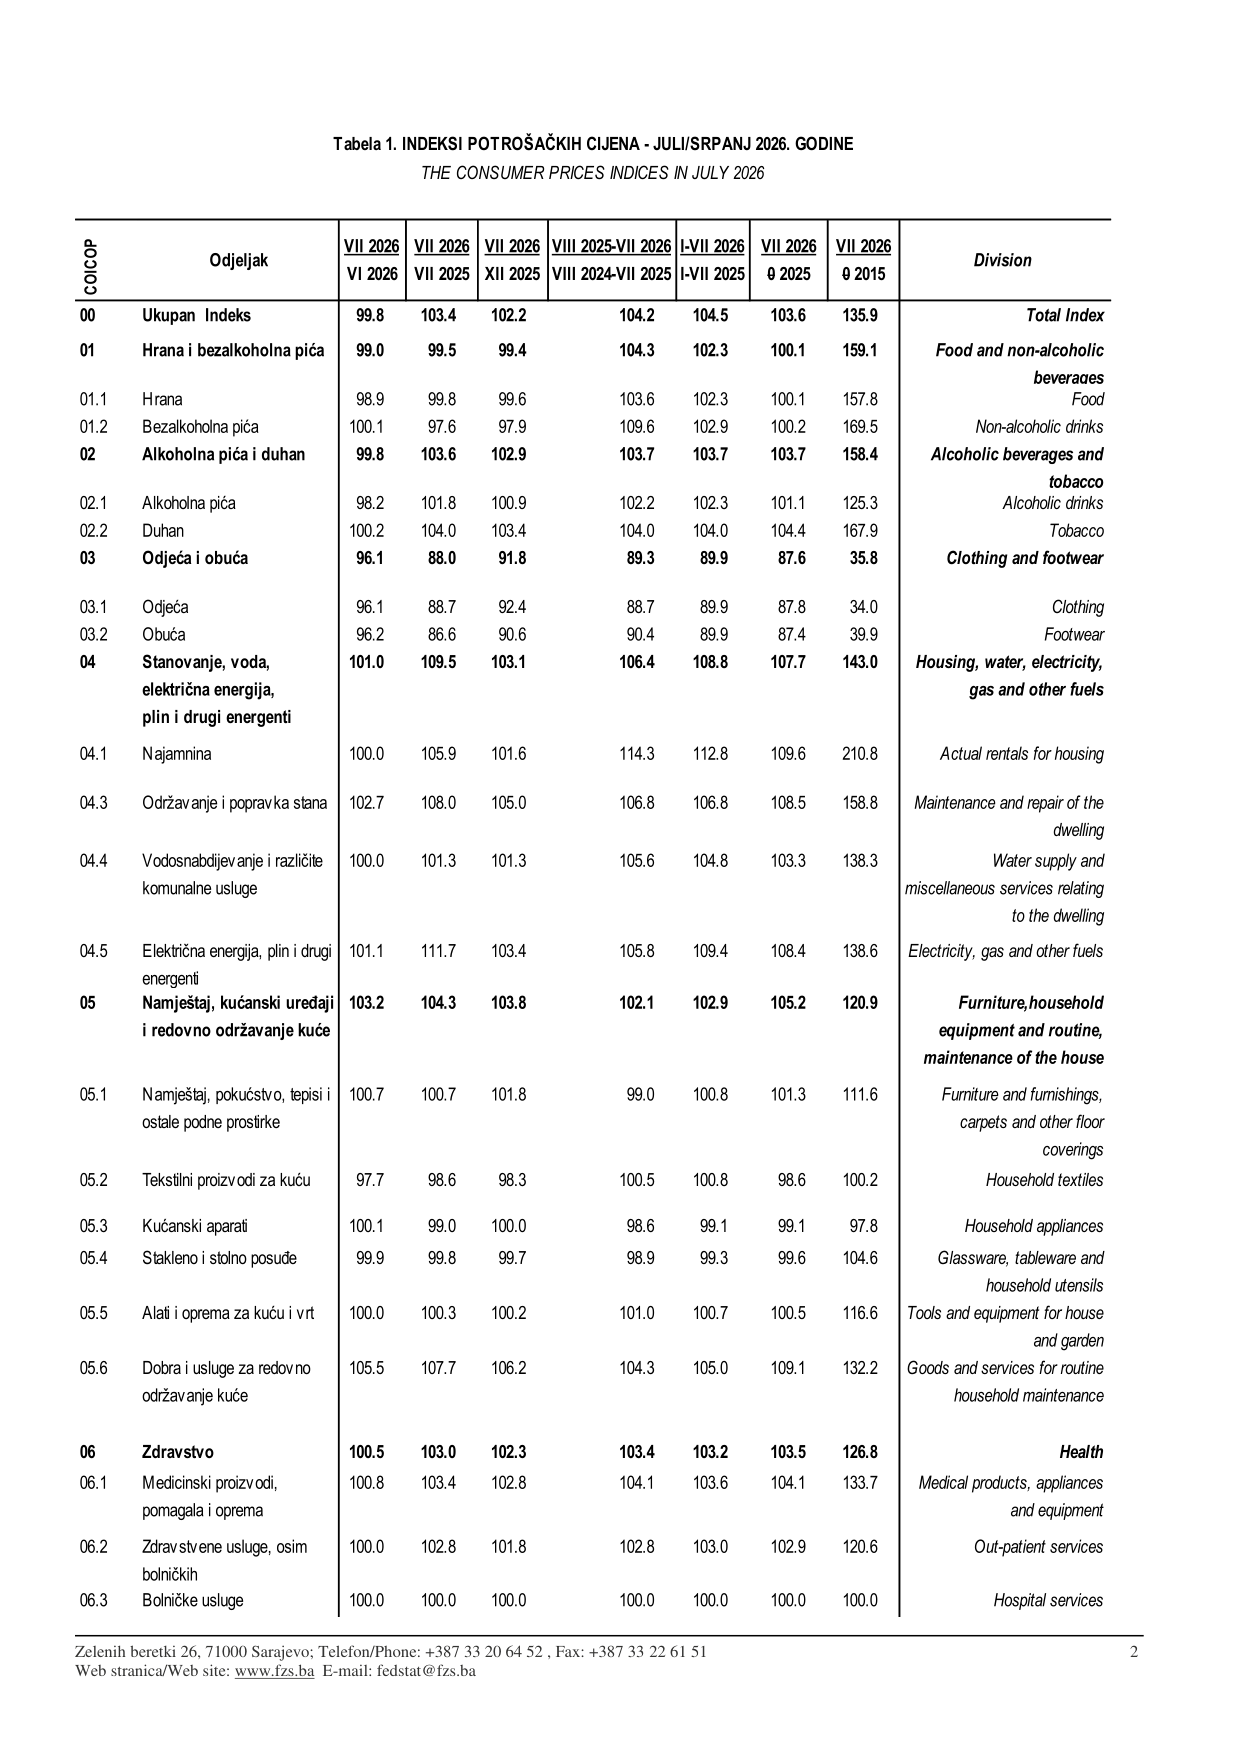 Tabela 1. INDEKSI POTROŠAČKIH CIJENA - JULI/SRPANJ 2026. GODINE
THE CONSUMER PRICES INDICES IN JULY 2026
COICOP Odjeljak VII 2026 VII 2026 VII 2026 VIII 2025-VII 2026 I-VII 2026 VII 2026 VII 2026 Division
VI 2026 VII 2025 XII 2025 VIII 2024-VII 2025 I-VII 2025 0 2025 0 2015
00 Ukupan Indeks 99.8 103.4 102.2 104.2 104.5 103.6 135.9 Total Index
01 Hrana i bezalkoholna pića 99.0 99.5 99.4 104.3 102.3 100.1 159.1 Food and non-alcoholic
beverages
01.1 Hrana 98.9 99.8 99.6 103.6 102.3 100.1 157.8 Food
01.2 Bezalkoholna pića 100.1 97.6 97.9 109.6 102.9 100.2 169.5 Non-alcoholic drinks
02 Alkoholna pića i duhan 99.8 103.6 102.9 103.7 103.7 103.7 158.4 Alcoholic beverages and
tobacco
02.1 Alkoholna pića 98.2 101.8 100.9 102.2 102.3 101.1 125.3 Alcoholic drinks
02.2 Duhan 100.2 104.0 103.4 104.0 104.0 104.4 167.9 Tobacco
03 Odjeća i obuća 96.1 88.0 91.8 89.3 89.9 87.6 35.8 Clothing and footwear
03.1 Odjeća 96.1 88.7 92.4 88.7 89.9 87.8 34.0 Clothing
03.2 Obuća 96.2 86.6 90.6 90.4 89.9 87.4 39.9 Footwear
04 Stanovanje, voda, 101.0 109.5 103.1 106.4 108.8 107.7 143.0 Housing, water, electricity,
električna energija, gas and other fuels
plin i drugi energenti
04.1 Najamnina 100.0 105.9 101.6 114.3 112.8 109.6 210.8 Actual rentals for housing
04.3 Održavanje i popravka stana 102.7 108.0 105.0 106.8 106.8 108.5 158.8 Maintenance and repair of the
dwelling
04.4 Vodosnabdijevanje i različite 100.0 101.3 101.3 105.6 104.8 103.3 138.3 Water supply and
komunalne usluge miscellaneous services relating
to the dwelling
04.5 Električna energija, plin i drugi 101.1 111.7 103.4 105.8 109.4 108.4 138.6 Electricity, gas and other fuels
energenti
05 Namještaj, kućanski uređaji 103.2 104.3 103.8 102.1 102.9 105.2 120.9 Furniture,household
i redovno održavanje kuće equipment and routine,
maintenance of the house
05.1 Namještaj, pokućstvo, tepisi i 100.7 100.7 101.8 99.0 100.8 101.3 111.6 Furniture and furnishings,
ostale podne prostirke carpets and other floor
coverings
05.2 Tekstilni proizvodi za kuću 97.7 98.6 98.3 100.5 100.8 98.6 100.2 Household textiles
05.3 Kućanski aparati 100.1 99.0 100.0 98.6 99.1 99.1 97.8 Household appliances
05.4 Stakleno i stolno posuđe 99.9 99.8 99.7 98.9 99.3 99.6 104.6 Glassware, tableware and
household utensils
05.5 Alati i oprema za kuću i vrt 100.0 100.3 100.2 101.0 100.7 100.5 116.6 Tools and equipment for house
and garden
05.6 Dobra i usluge za redovno 105.5 107.7 106.2 104.3 105.0 109.1 132.2 Goods and services for routine
održavanje kuće household maintenance
06 Zdravstvo 100.5 103.0 102.3 103.4 103.2 103.5 126.8 Health
06.1 Medicinski proizvodi, 100.8 103.4 102.8 104.1 103.6 104.1 133.7 Medical products, appliances
pomagala i oprema and equipment
06.2 Zdravstvene usluge, osim 100.0 102.8 101.8 102.8 103.0 102.9 120.6 Out-patient services
bolničkih
06.3 Bolničke usluge 100.0 100.0 100.0 100.0 100.0 100.0 100.0 Hospital services
Zelenih beretki 26, 71000 Sarajevo; Telefon/Phone: +387 33 20 64 52 , Fax: +387 33 22 61 51 2
Web stranica/Web site: www.fzs.ba E-mail: fedstat@fzs.ba